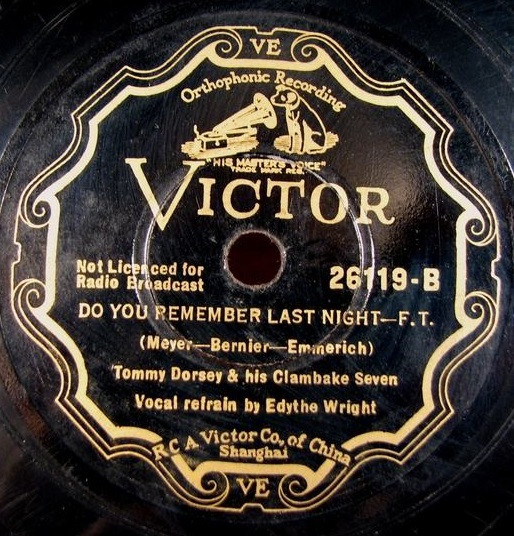 VE
Orthophonic Recording
"HIS MASTER'S VOICE"
TRADE MARK REG.
VICTOR
Not Licenced for
Radio Broadcast
26119-B
DO YOU REMEMBER LAST NIGHT—F.T.
(Meyer—Bernier—Emmerich)
Tommy Dorsey & his Clambake Seven
Vocal refrain by Edythe Wright
R.C.A. Victor Co., of China
Shanghai
VE